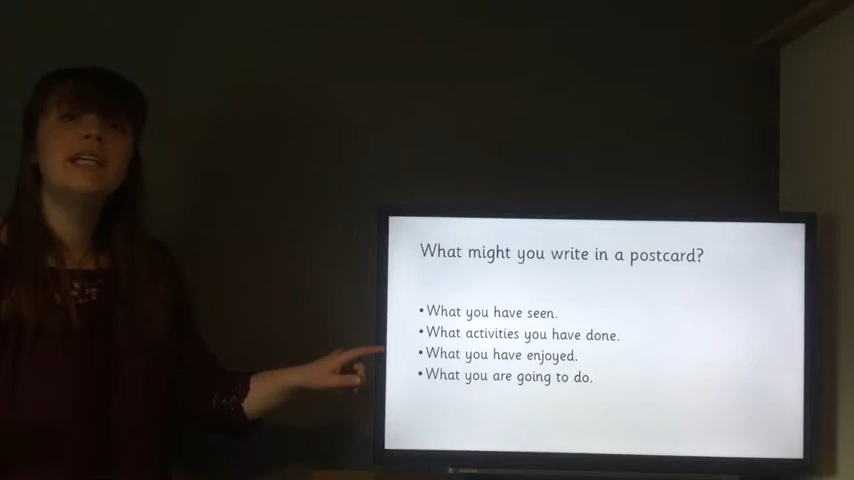 What might you write in a postcard?
• What you have seen.
• What activities you have done.
• What you have enjoyed.
• What you are going to do.